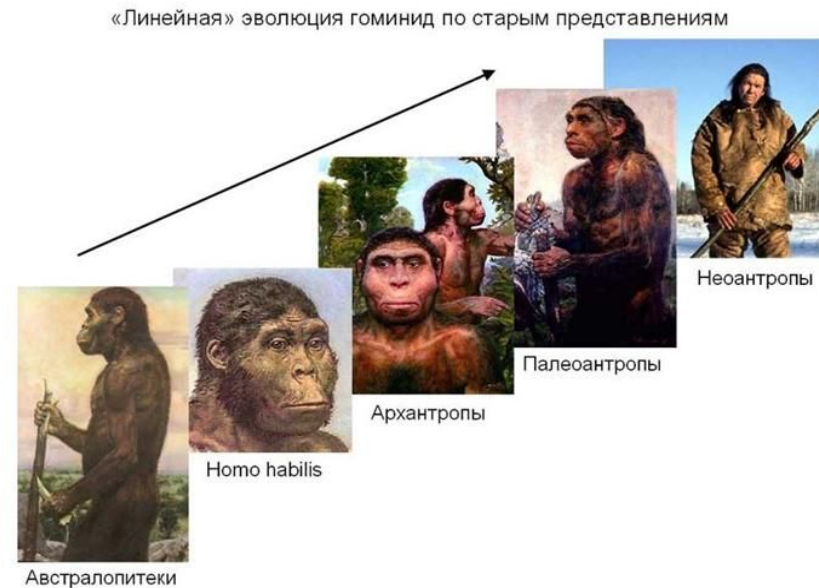 «Линейная» эволюция гоминид по старым представлениям
Неоантропы
Палеоантропы
Архантропы
Homo habilis
Австралопитеки